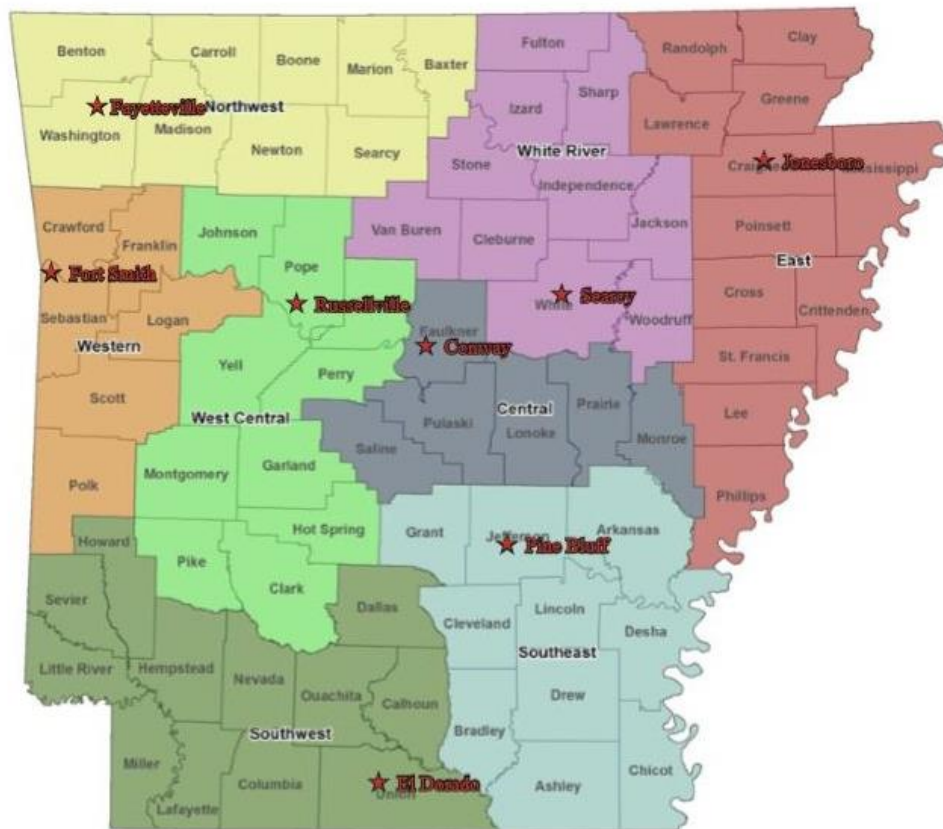 Benton
Carroll
Boone
Marion
Baxter
Fulton
Randolph
Clay
Fayetteville
Northwest
Izard
Sharp
Greene
Washington
Madison
Lawrence
Newton
Searcy
Stone
White River
Craighead
Jonesboro
Mississippi
Independence
Crawford
Franklin
Johnson
Van Buren
Cleburne
Jackson
Poinsett
Pope
East
Fort Smith
Russellville
White
Searcy
Cross
Crittenden
Sebastian
Logan
Woodruff
Western
Faulkner
Conway
St. Francis
Yell
Perry
Scott
West Central
Pulaski
Central
Prairie
Lee
Saline
Lonoke
Monroe
Polk
Montgomery
Garland
Phillips
Howard
Hot Spring
Grant
Jefferson
Pine Bluff
Arkansas
Pike
Clark
Sevier
Dallas
Cleveland
Lincoln
Desha
Southeast
Little River
Hempstead
Nevada
Ouachita
Calhoun
Drew
Bradley
Southwest
Miller
Columbia
El Dorado
Union
Ashley
Chicot
Lafayette